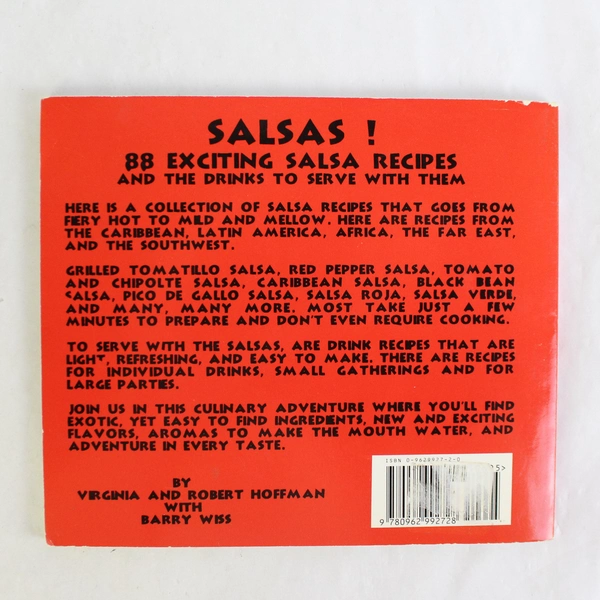 SALSAS !
88 EXCITING SALSA RECIPES
AND THE DRINKS TO SERVE WITH THEM
HERE IS A COLLECTION OF SALSA RECIPES THAT GOES FROM
FIERY HOT TO MILD AND MELLOW. HERE ARE RECIPES FROM
THE CARIBBEAN, LATIN AMERICA, AFRICA, THE FAR EAST,
AND THE SOUTHWEST.
GRILLED TOMATILLO SALSA, RED PEPPER SALSA, TOMATO
AND CHIPOLTE SALSA, CARIBBEAN SALSA, BLACK BEAN
SALSA, PICO DE GALLO SALSA, SALSA ROJA, SALSA VERDE,
AND MANY, MANY MORE. MOST TAKE JUST A FEW
MINUTES TO PREPARE AND DON'T EVEN REQUIRE COOKING.
TO SERVE WITH THE SALSAS, ARE DRINK RECIPES THAT ARE
LIGHT, REFRESHING, AND EASY TO MAKE. THERE ARE RECIPES
FOR INDIVIDUAL DRINKS, SMALL GATHERINGS AND FOR
LARGE PARTIES.
JOIN US IN THIS CULINARY ADVENTURE WHERE YOU'LL FIND
EXOTIC, YET EASY TO FIND INGREDIENTS, NEW AND EXCITING
FLAVORS, AROMAS TO MAKE THE MOUTH WATER, AND
ADVENTURE IN EVERY TASTE.
BY
VIRGINIA AND ROBERT HOFFMAN
WITH
BARRY WISS
ISBN 0-9629927-2-0
9 780962 992728